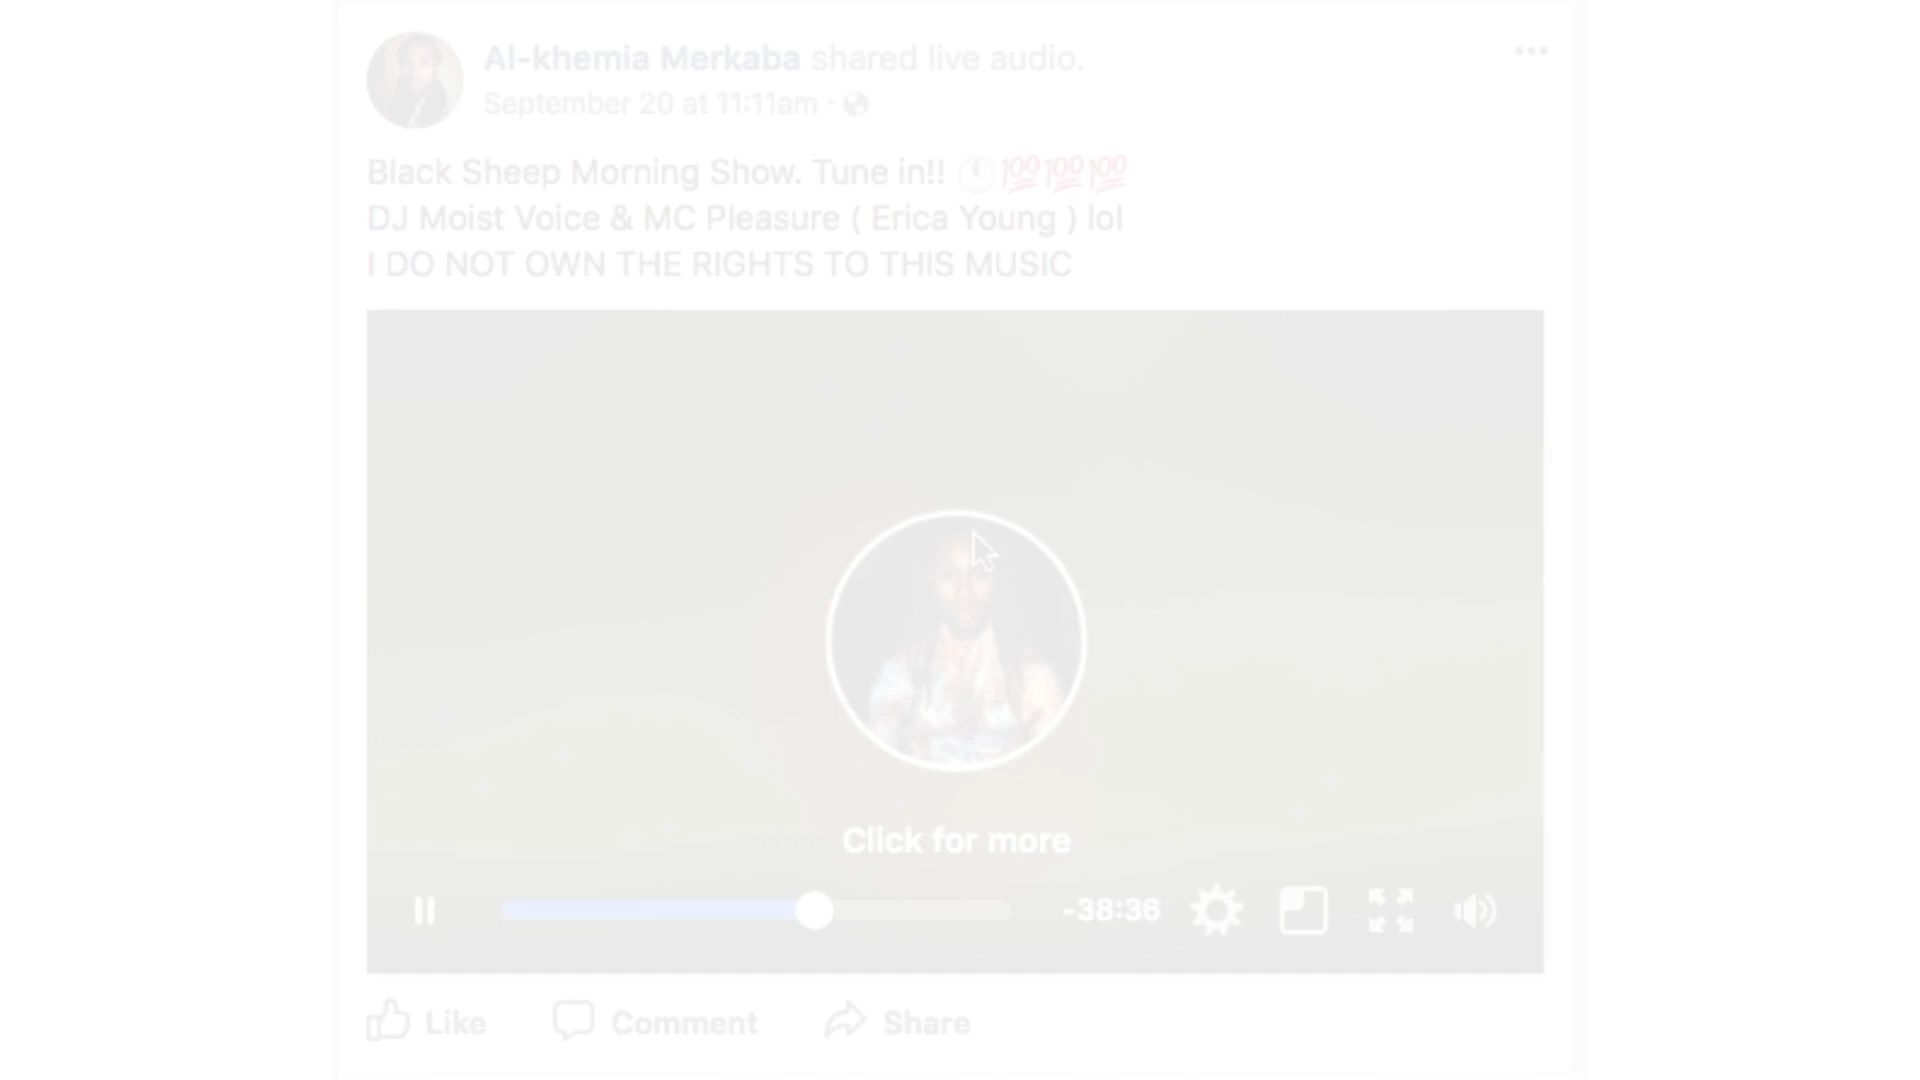 Al-khemia Merkaba shared live audio.
September 20 at 11:11am ·
Black Sheep Morning Show. Tune in!! 🕚💯💯💯
DJ Moist Voice & MC Pleasure ( Erica Young ) lol
I DO NOT OWN THE RIGHTS TO THIS MUSIC
Click for more
-38:36
Like Comment Share